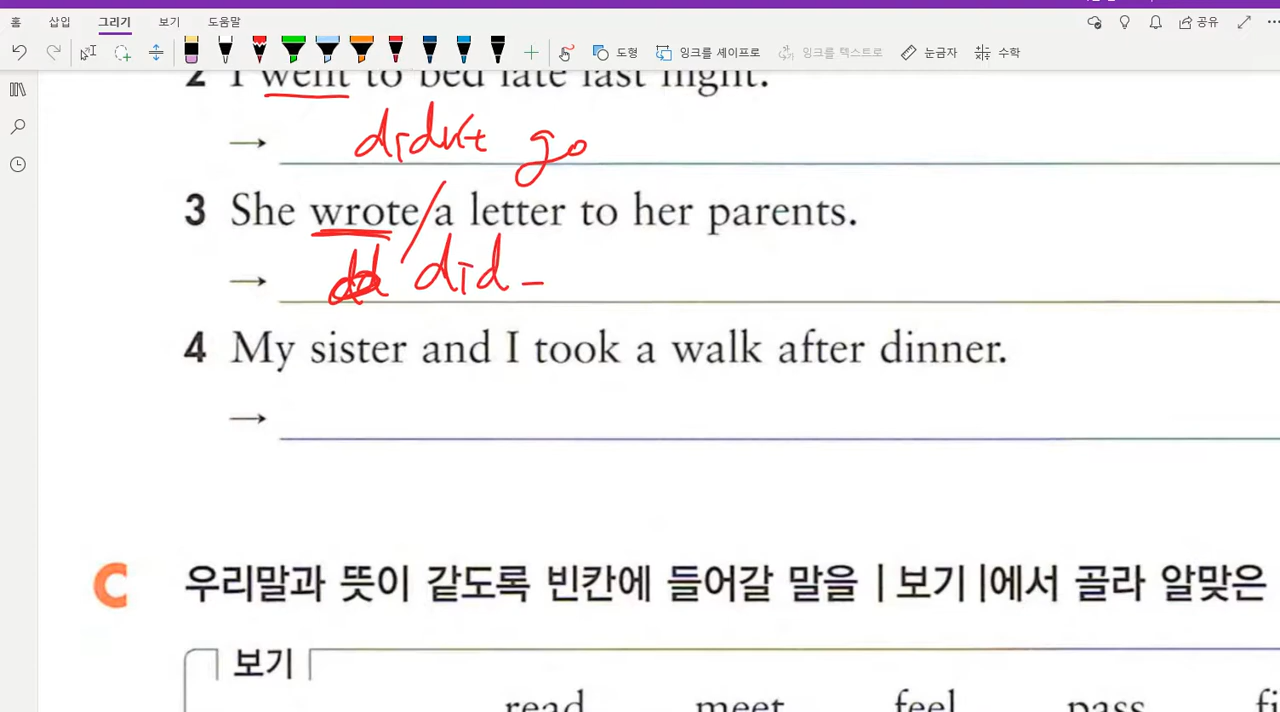 홈 삽입 그리기 보기 도움말 공유
도형 잉크를 셰이프로 잉크를 텍스트로 눈금자 수학
2 I went to bed late last night.
→ didn't go
3 She wrote / a letter to her parents.
→ did -
4 My sister and I took a walk after dinner.
→
C 우리말과 뜻이 같도록 빈칸에 들어갈 말을 | 보기 |에서 골라 알맞은
보기
read meet feel pass